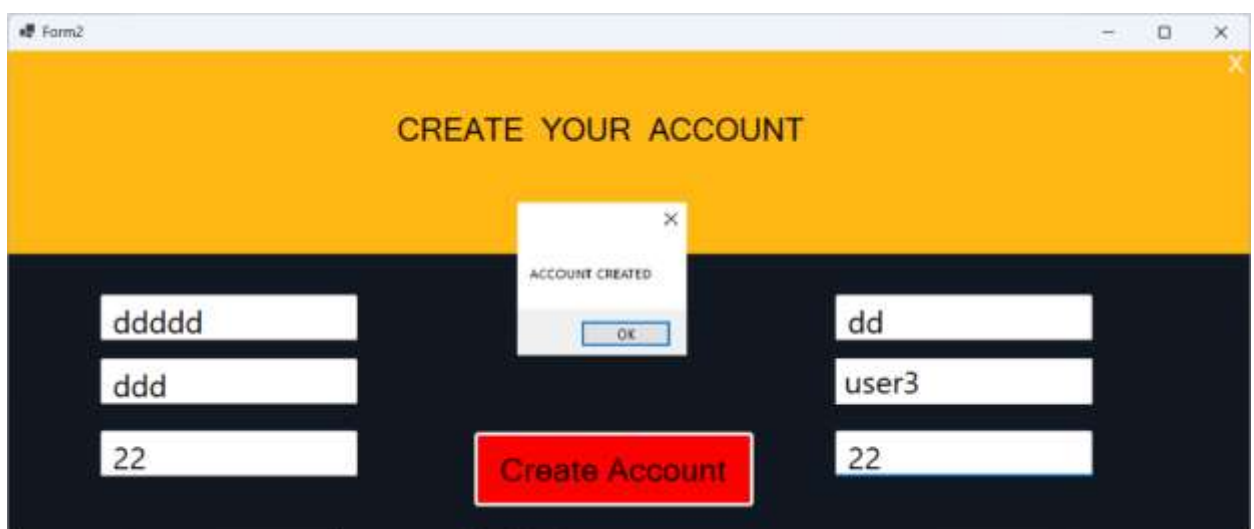 Form2
X
CREATE YOUR ACCOUNT
ACCOUNT CREATED
OK
ddddd
dd
ddd
user3
22
22
Create Account